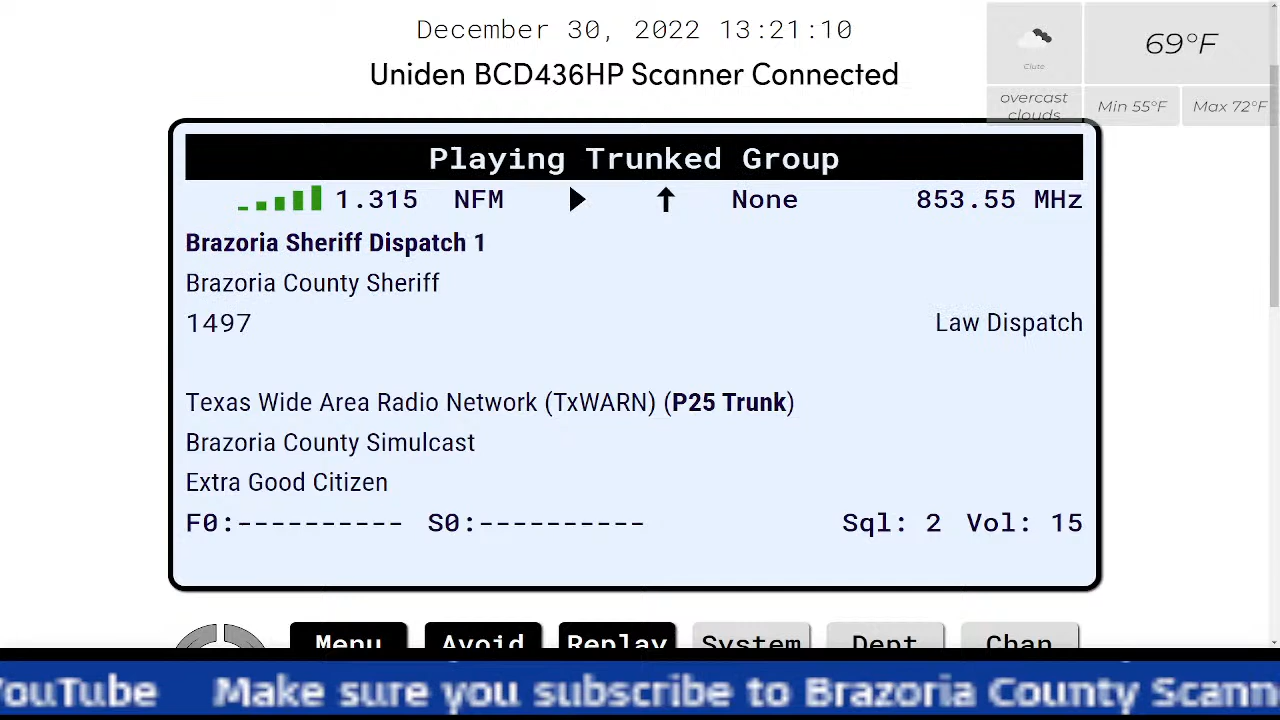 December 30, 2022 13:21:10
Uniden BCD436HP Scanner Connected
Clute
69°F
overcast clouds
Min 55°F
Max 72°F
Playing Trunked Group
1.315 NFM None 853.55 MHz
Brazoria Sheriff Dispatch 1
Brazoria County Sheriff
1497 Law Dispatch
Texas Wide Area Radio Network (TxWARN) (P25 Trunk)
Brazoria County Simulcast
Extra Good Citizen
F0:---------- S0:---------- Sql: 2 Vol: 15
Menu Avoid Replay System Dept Chan
YouTube Make sure you subscribe to Brazoria County Scann